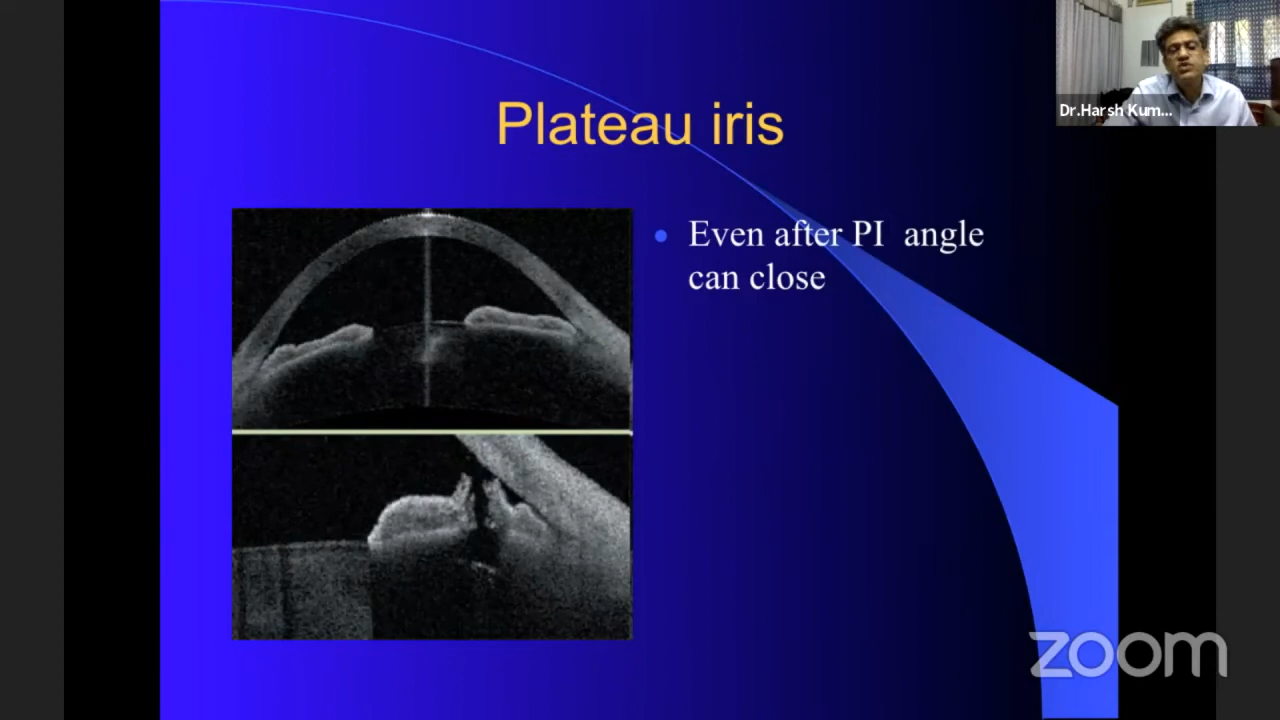 Dr.Harsh Kum...
Plateau iris
Even after PI angle
can close
zoom